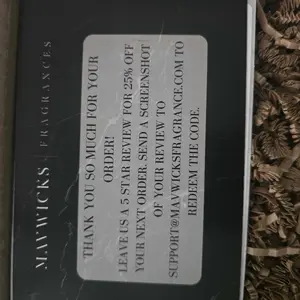 MAVWICKS | FRAGRANCES
THANK YOU SO MUCH FOR YOUR
ORDER!
LEAVE US A 5 STAR REVIEW FOR 25% OFF
YOUR NEXT ORDER. SEND A SCREENSHOT
OF YOUR REVIEW TO
SUPPORT@MAVWICKSFRAGRANCE.COM TO
REDEEM THE CODE.